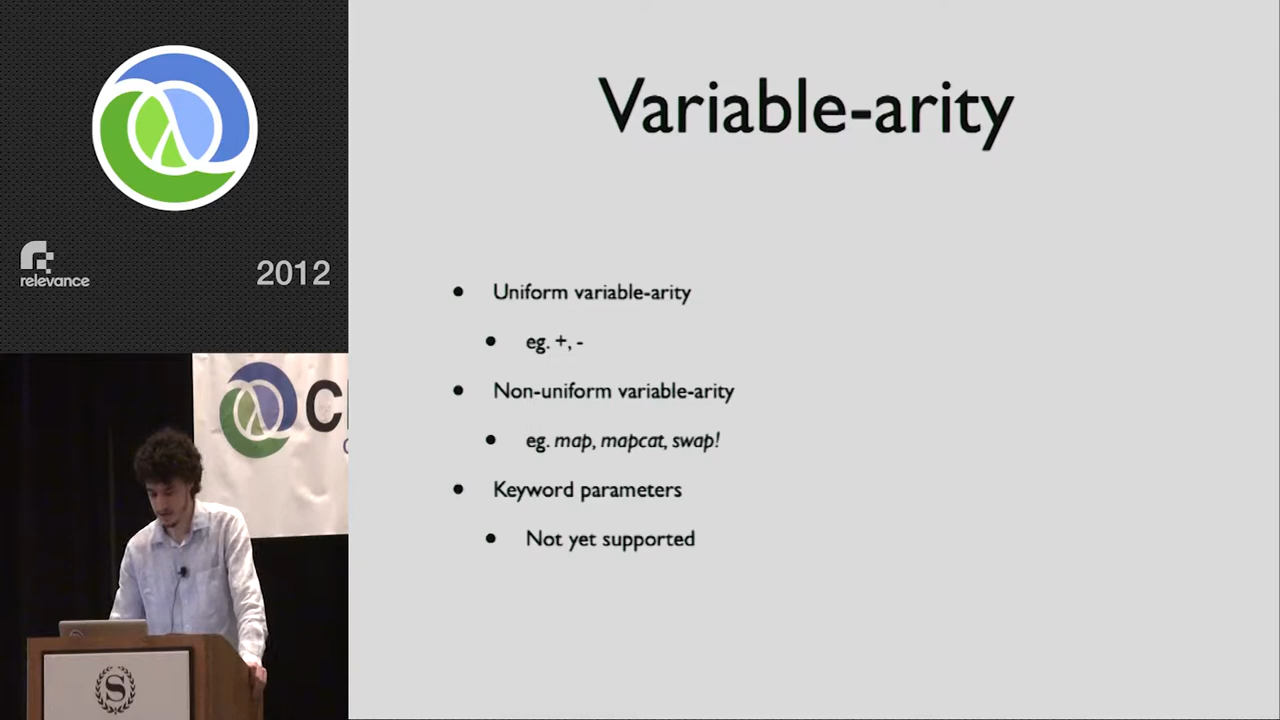 relevance
2012
Variable-arity
• Uniform variable-arity
• eg. +, -
• Non-uniform variable-arity
• eg. map, mapcat, swap!
• Keyword parameters
• Not yet supported
S